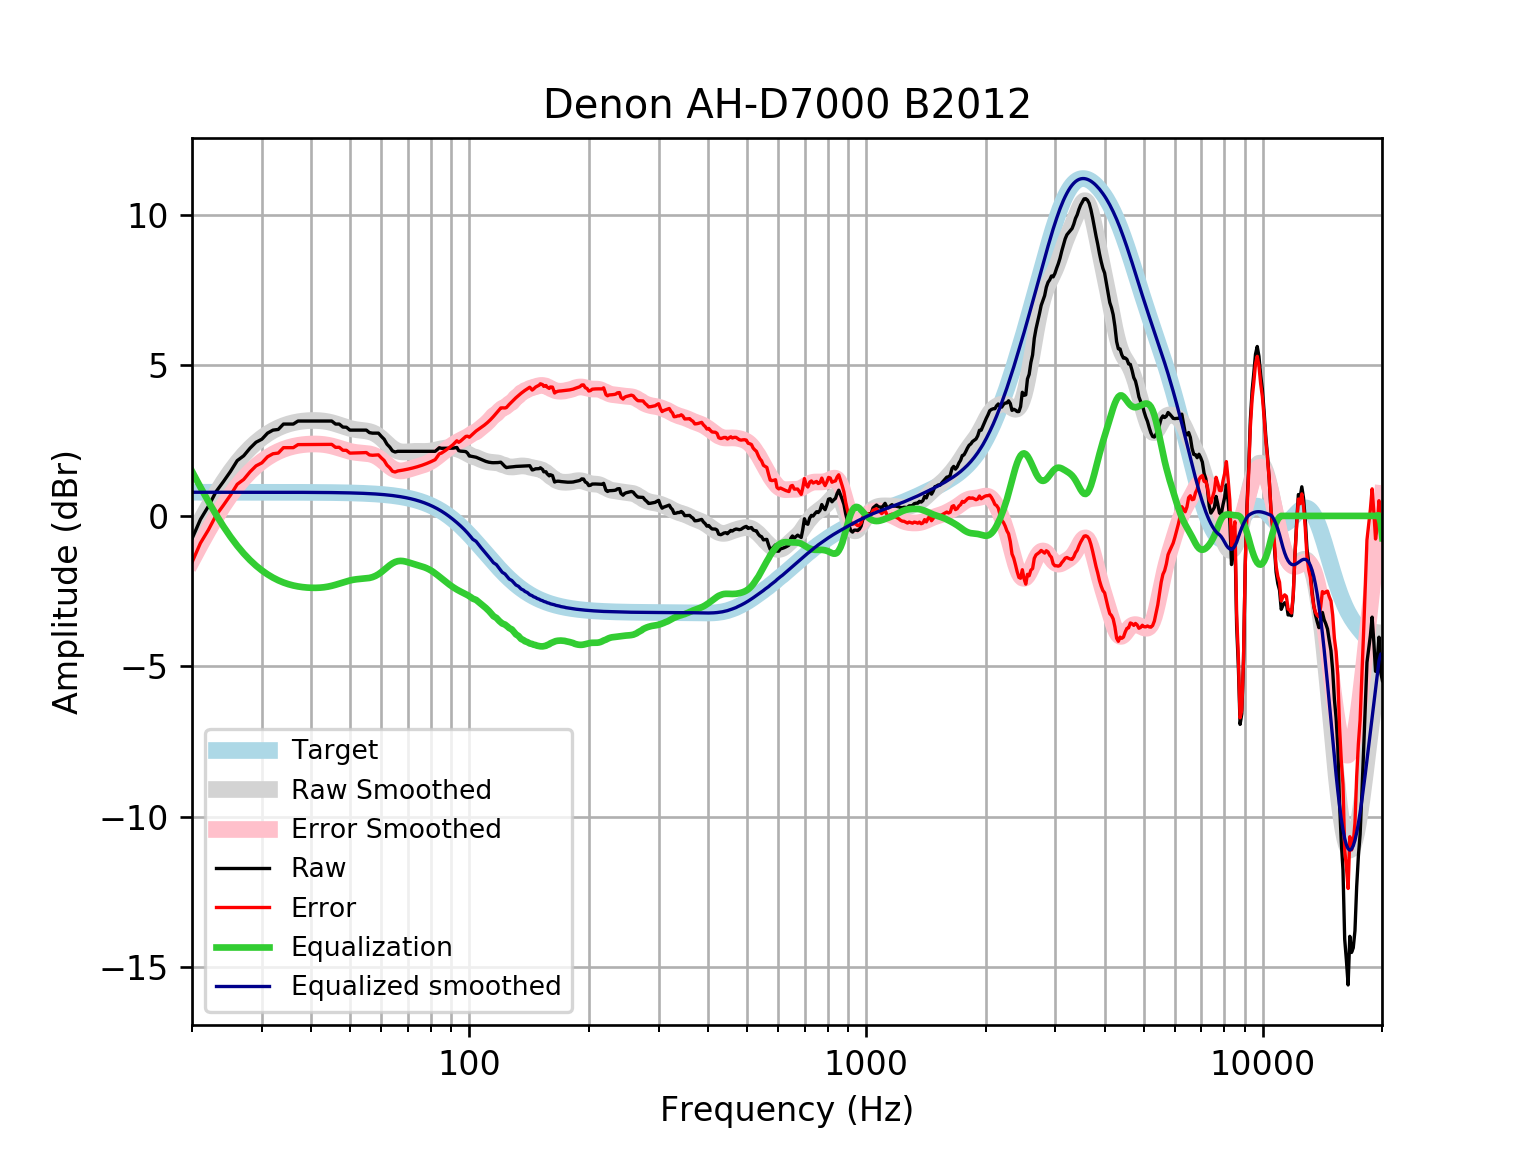 Denon AH-D7000 B2012
Amplitude (dBr)
10
5
0
−5
−10
−15
Target
Raw Smoothed
Error Smoothed
Raw
Error
Equalization
Equalized smoothed
100
1000
10000
Frequency (Hz)